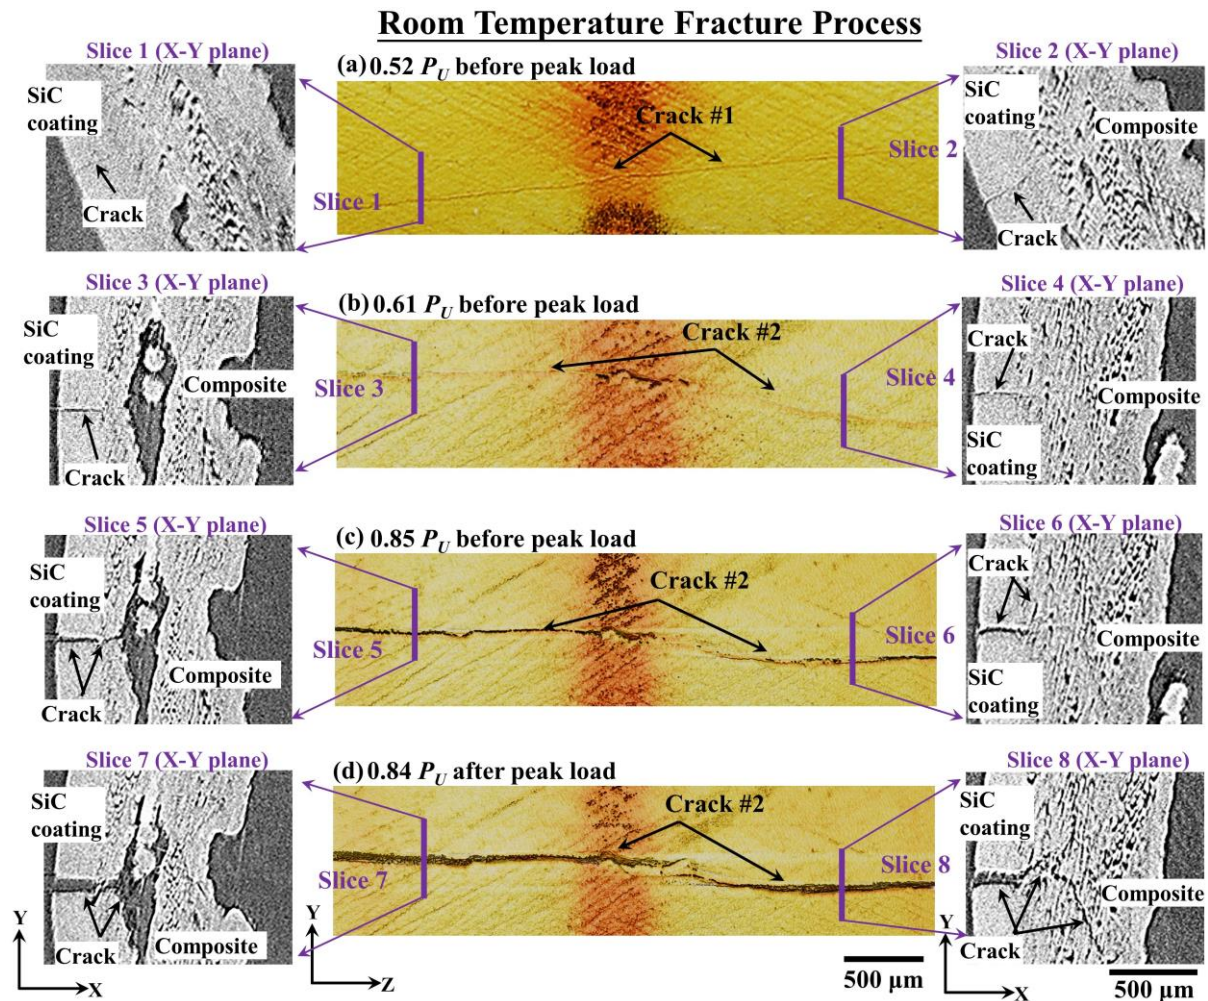 Room Temperature Fracture Process
Slice 1 (X-Y plane)
SiC
coating
Crack
(a) 0.52 P_U before peak load
Crack #1
Slice 1
Slice 2
Slice 2 (X-Y plane)
SiC
coating
Composite
Crack
Slice 3 (X-Y plane)
SiC
coating
Composite
Crack
(b) 0.61 P_U before peak load
Crack #2
Slice 3
Slice 4
Slice 4 (X-Y plane)
Crack
Composite
SiC
coating
Slice 5 (X-Y plane)
SiC
coating
Composite
Crack
(c) 0.85 P_U before peak load
Crack #2
Slice 5
Slice 6
Slice 6 (X-Y plane)
Crack
Composite
SiC
coating
Slice 7 (X-Y plane)
SiC
coating
Composite
Crack
Y
X
(d) 0.84 P_U after peak load
Crack #2
Slice 7
Slice 8
Y
Z
500 μm
Slice 8 (X-Y plane)
SiC
coating
Composite
Crack
Y
X
500 μm